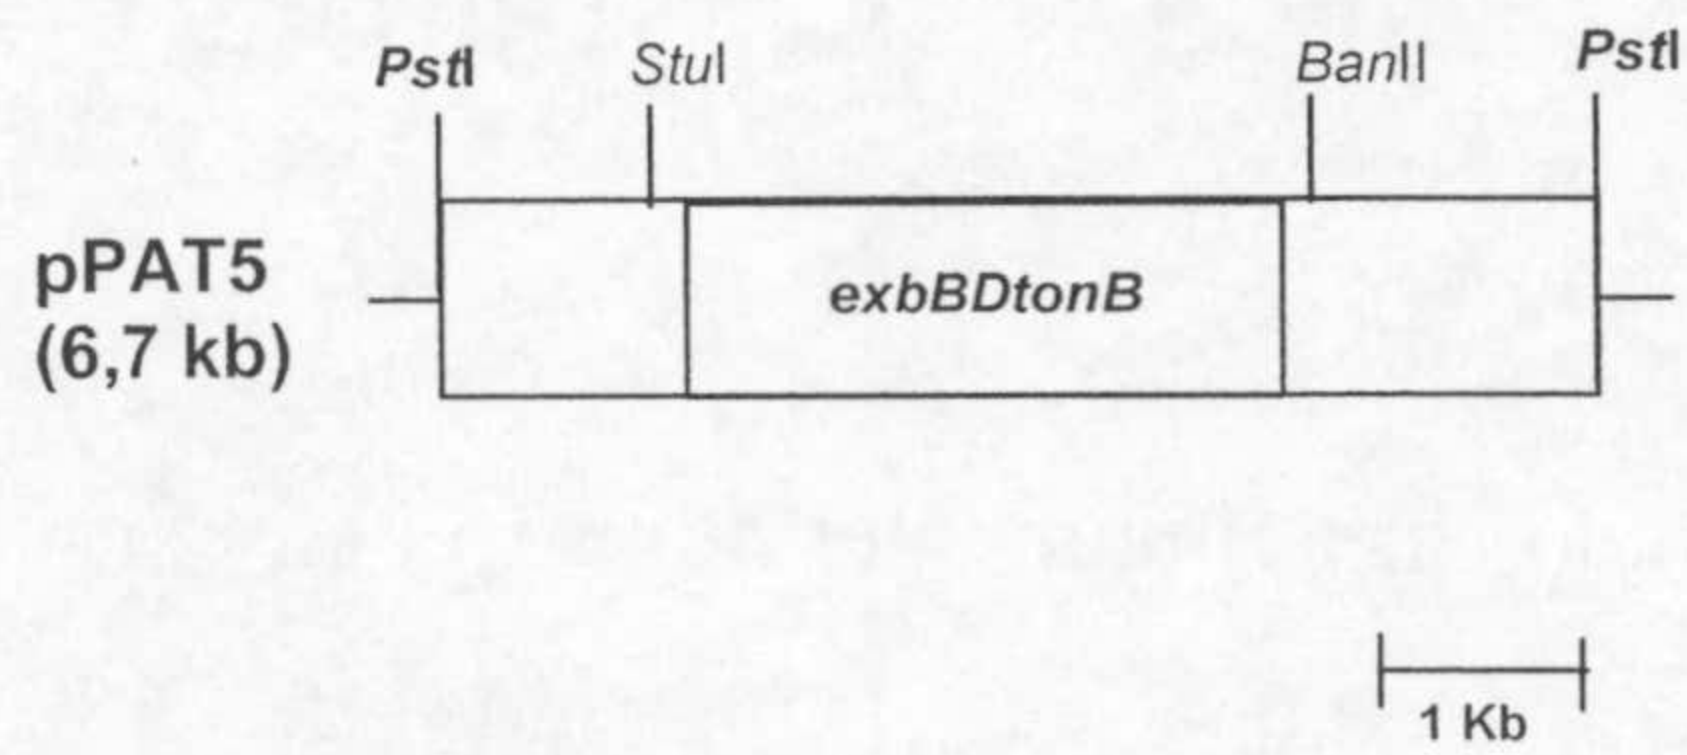 PstI StuI BanII PstI
pPAT5
(6,7 kb)
exbBDtonB
1 Kb